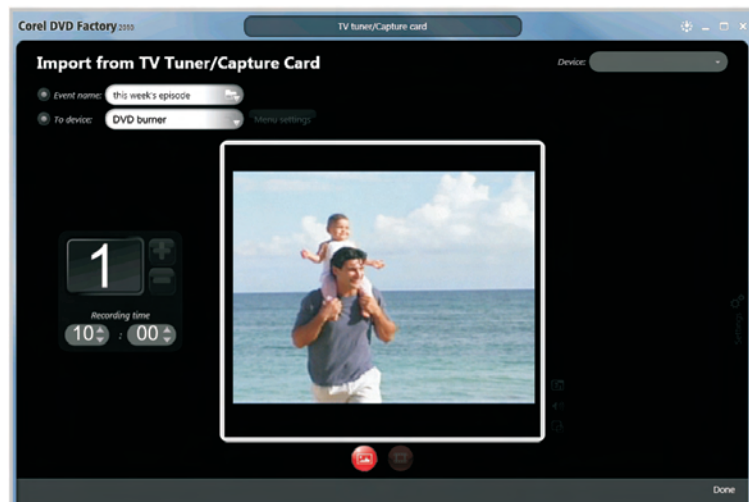 Corel DVD Factory 2010
TV tuner/Capture card
Import from TV Tuner/Capture Card
Device:
Event name: this week's episode
To device: DVD burner
Menu settings
1
Recording time
10 : 00
Settings
Done